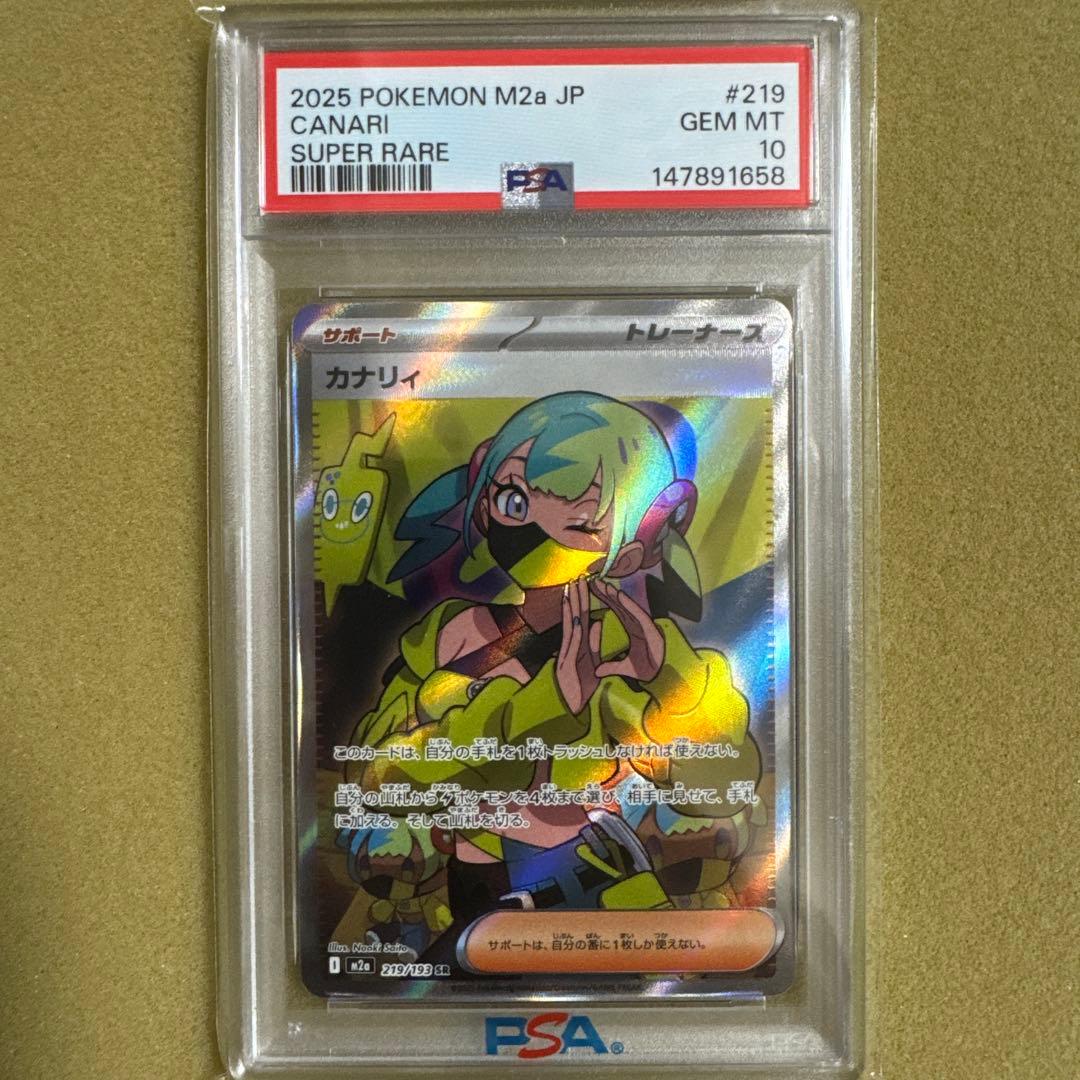 2025 POKEMON M2a JP #219
CANARI GEM MT
SUPER RARE 10
PSA 147891658
サポート トレーナーズ
カナリィ
このカードは、自分の手札を1枚トラッシュしなければ使えない。
自分の山札から⚡ポケモンを4枚まで選び、相手に見せて、手札
に加える。そして山札を切る。
サポートは、自分の番に1枚しか使えない。
Illus. Naoki Saito
I m2a 219/193 SR
PSA®